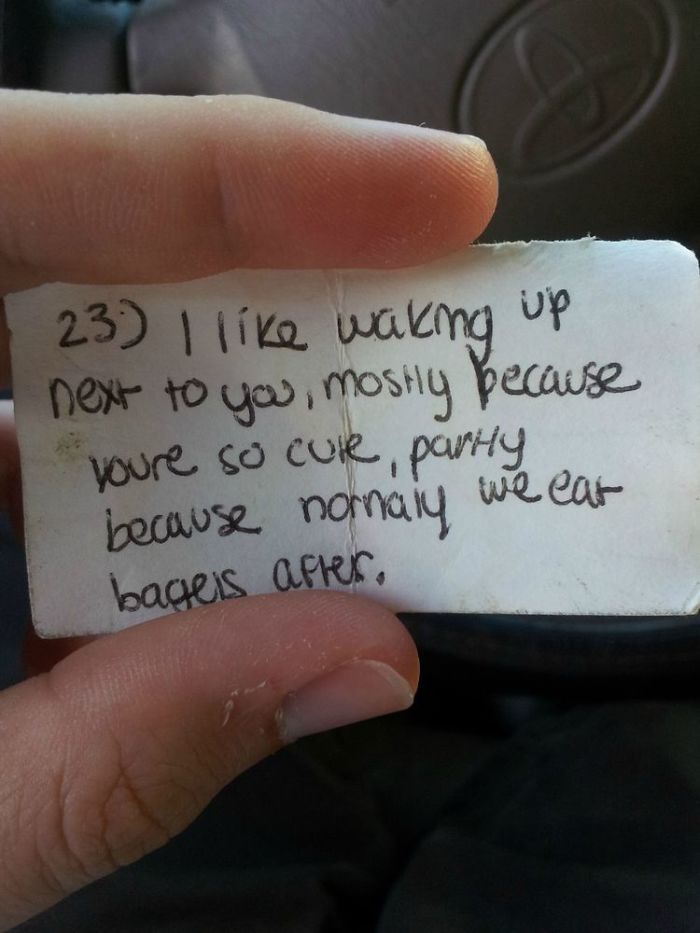 23.) I like waking up
next to you, mostly because
youre so cute, partly
because normaly we eat
bagels after.